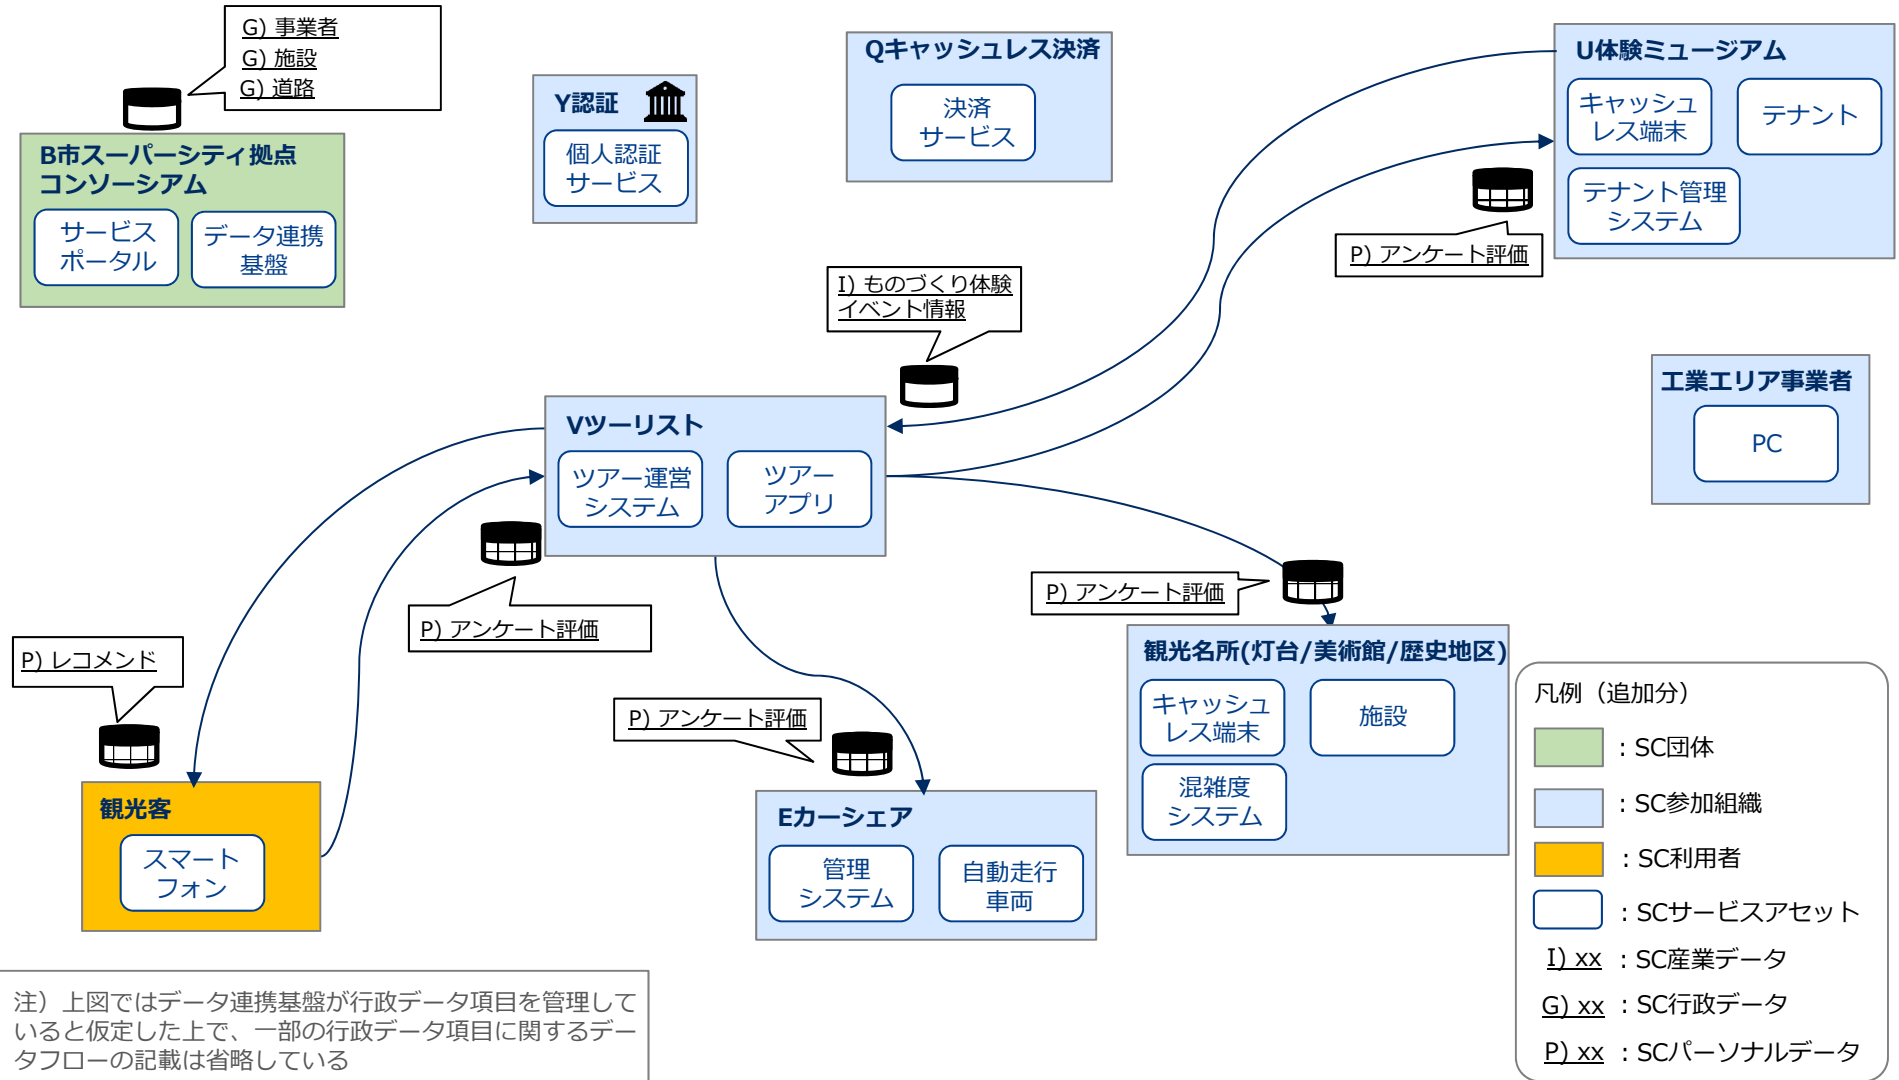 G) 事業者
G) 施設
G) 道路
B市スーパーシティ拠点
コンソーシアム
サービス
ポータル
データ連携
基盤
Y認証
個人認証
サービス
Qキャッシュレス決済
決済
サービス
U体験ミュージアム
キャッシュ
レス端末
テナント
テナント管理
システム
P) アンケート評価
I) ものづくり体験
イベント情報
工業エリア事業者
PC
Vツーリスト
ツアー運営
システム
ツアー
アプリ
P) アンケート評価
P) レコメンド
P) アンケート評価
P) アンケート評価
観光客
スマート
フォン
Eカーシェア
管理
システム
自動走行
車両
観光名所(灯台/美術館/歴史地区)
キャッシュ
レス端末
施設
混雑度
システム
凡例（追加分）
：SC団体
：SC参加組織
：SC利用者
：SCサービスアセット
I) xx ：SC産業データ
G) xx ：SC行政データ
P) xx ：SCパーソナルデータ
注）上図ではデータ連携基盤が行政データ項目を管理して
いると仮定した上で、一部の行政データ項目に関するデー
タフローの記載は省略している